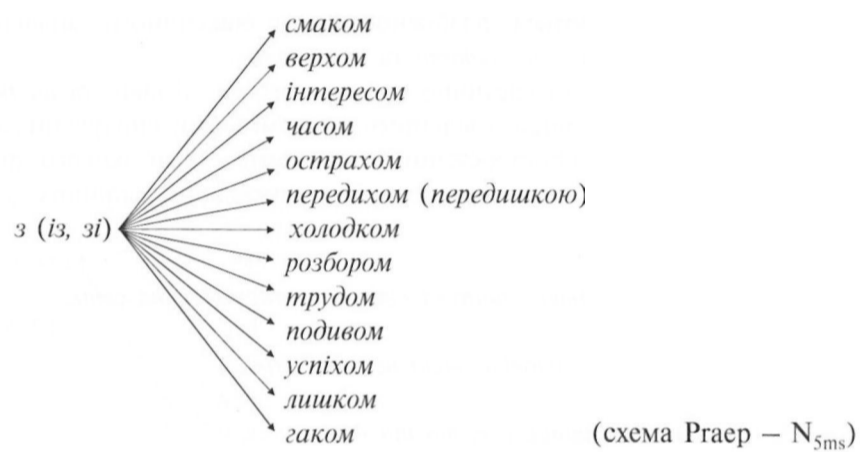 смаком
верхом
інтересом
часом
острахом
передихом (передишкою)
з (із, зі) холодком
розбором
трудом
подивом
успіхом
лишком
гаком (схема Praep – N5ms)